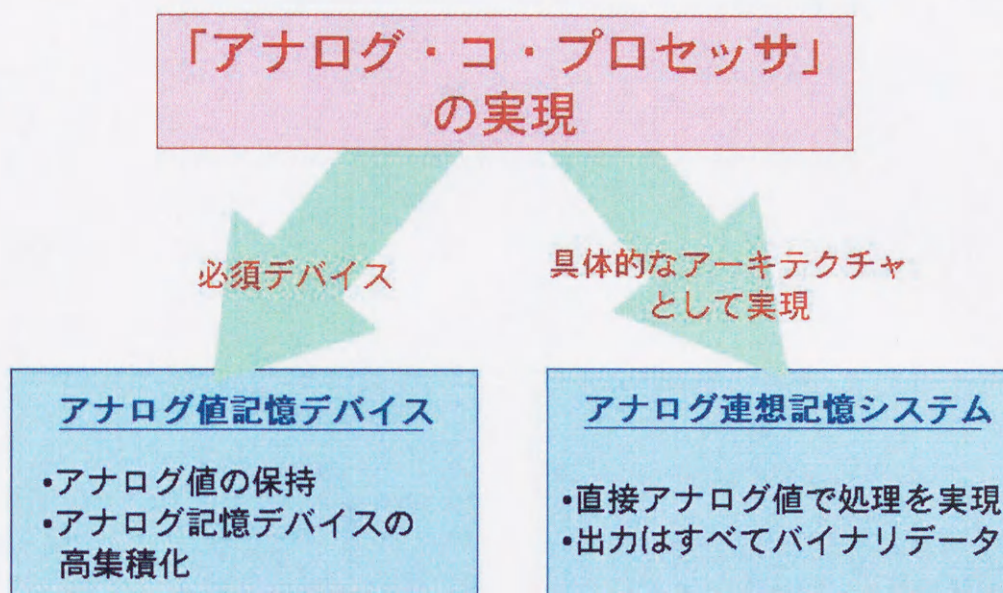 「アナログ・コ・プロセッサ」
の実現
必須デバイス
具体的なアーキテクチャ
として実現
アナログ値記憶デバイス
•アナログ値の保持
•アナログ記憶デバイスの
高集積化
アナログ連想記憶システム
•直接アナログ値で処理を実現
•出力はすべてバイナリデータ